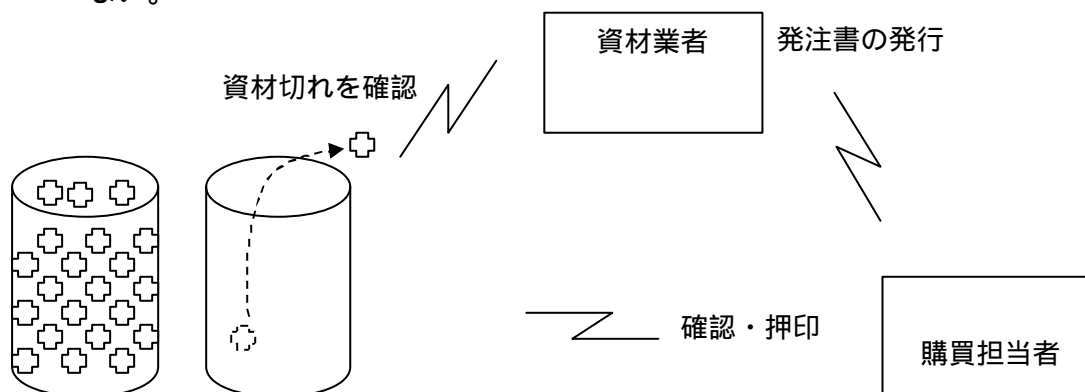 資材業者
発注書の発行
資材切れを確認
確認・押印
購買担当者